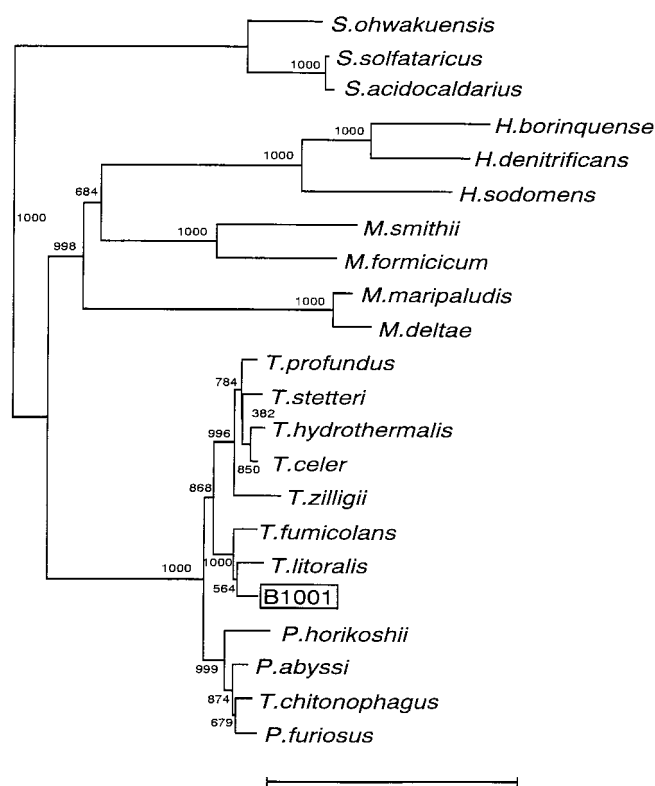 S.ohwakuensis
S.solfataricus
1000
S.acidocaldarius
H.borinquense
1000
H.denitrificans
1000
H.sodomens
684
M.smithii
1000
1000
998
M.formicicum
M.maripaludis
1000
M.deltae
T.profundus
784
T.stetteri
382
T.hydrothermalis
996
T.celer
850
868
T.zilligii
T.fumicolans
1000
T.litoralis
1000
564
B1001
P.horikoshii
999
P.abyssi
874
T.chitonophagus
679
P.furiosus